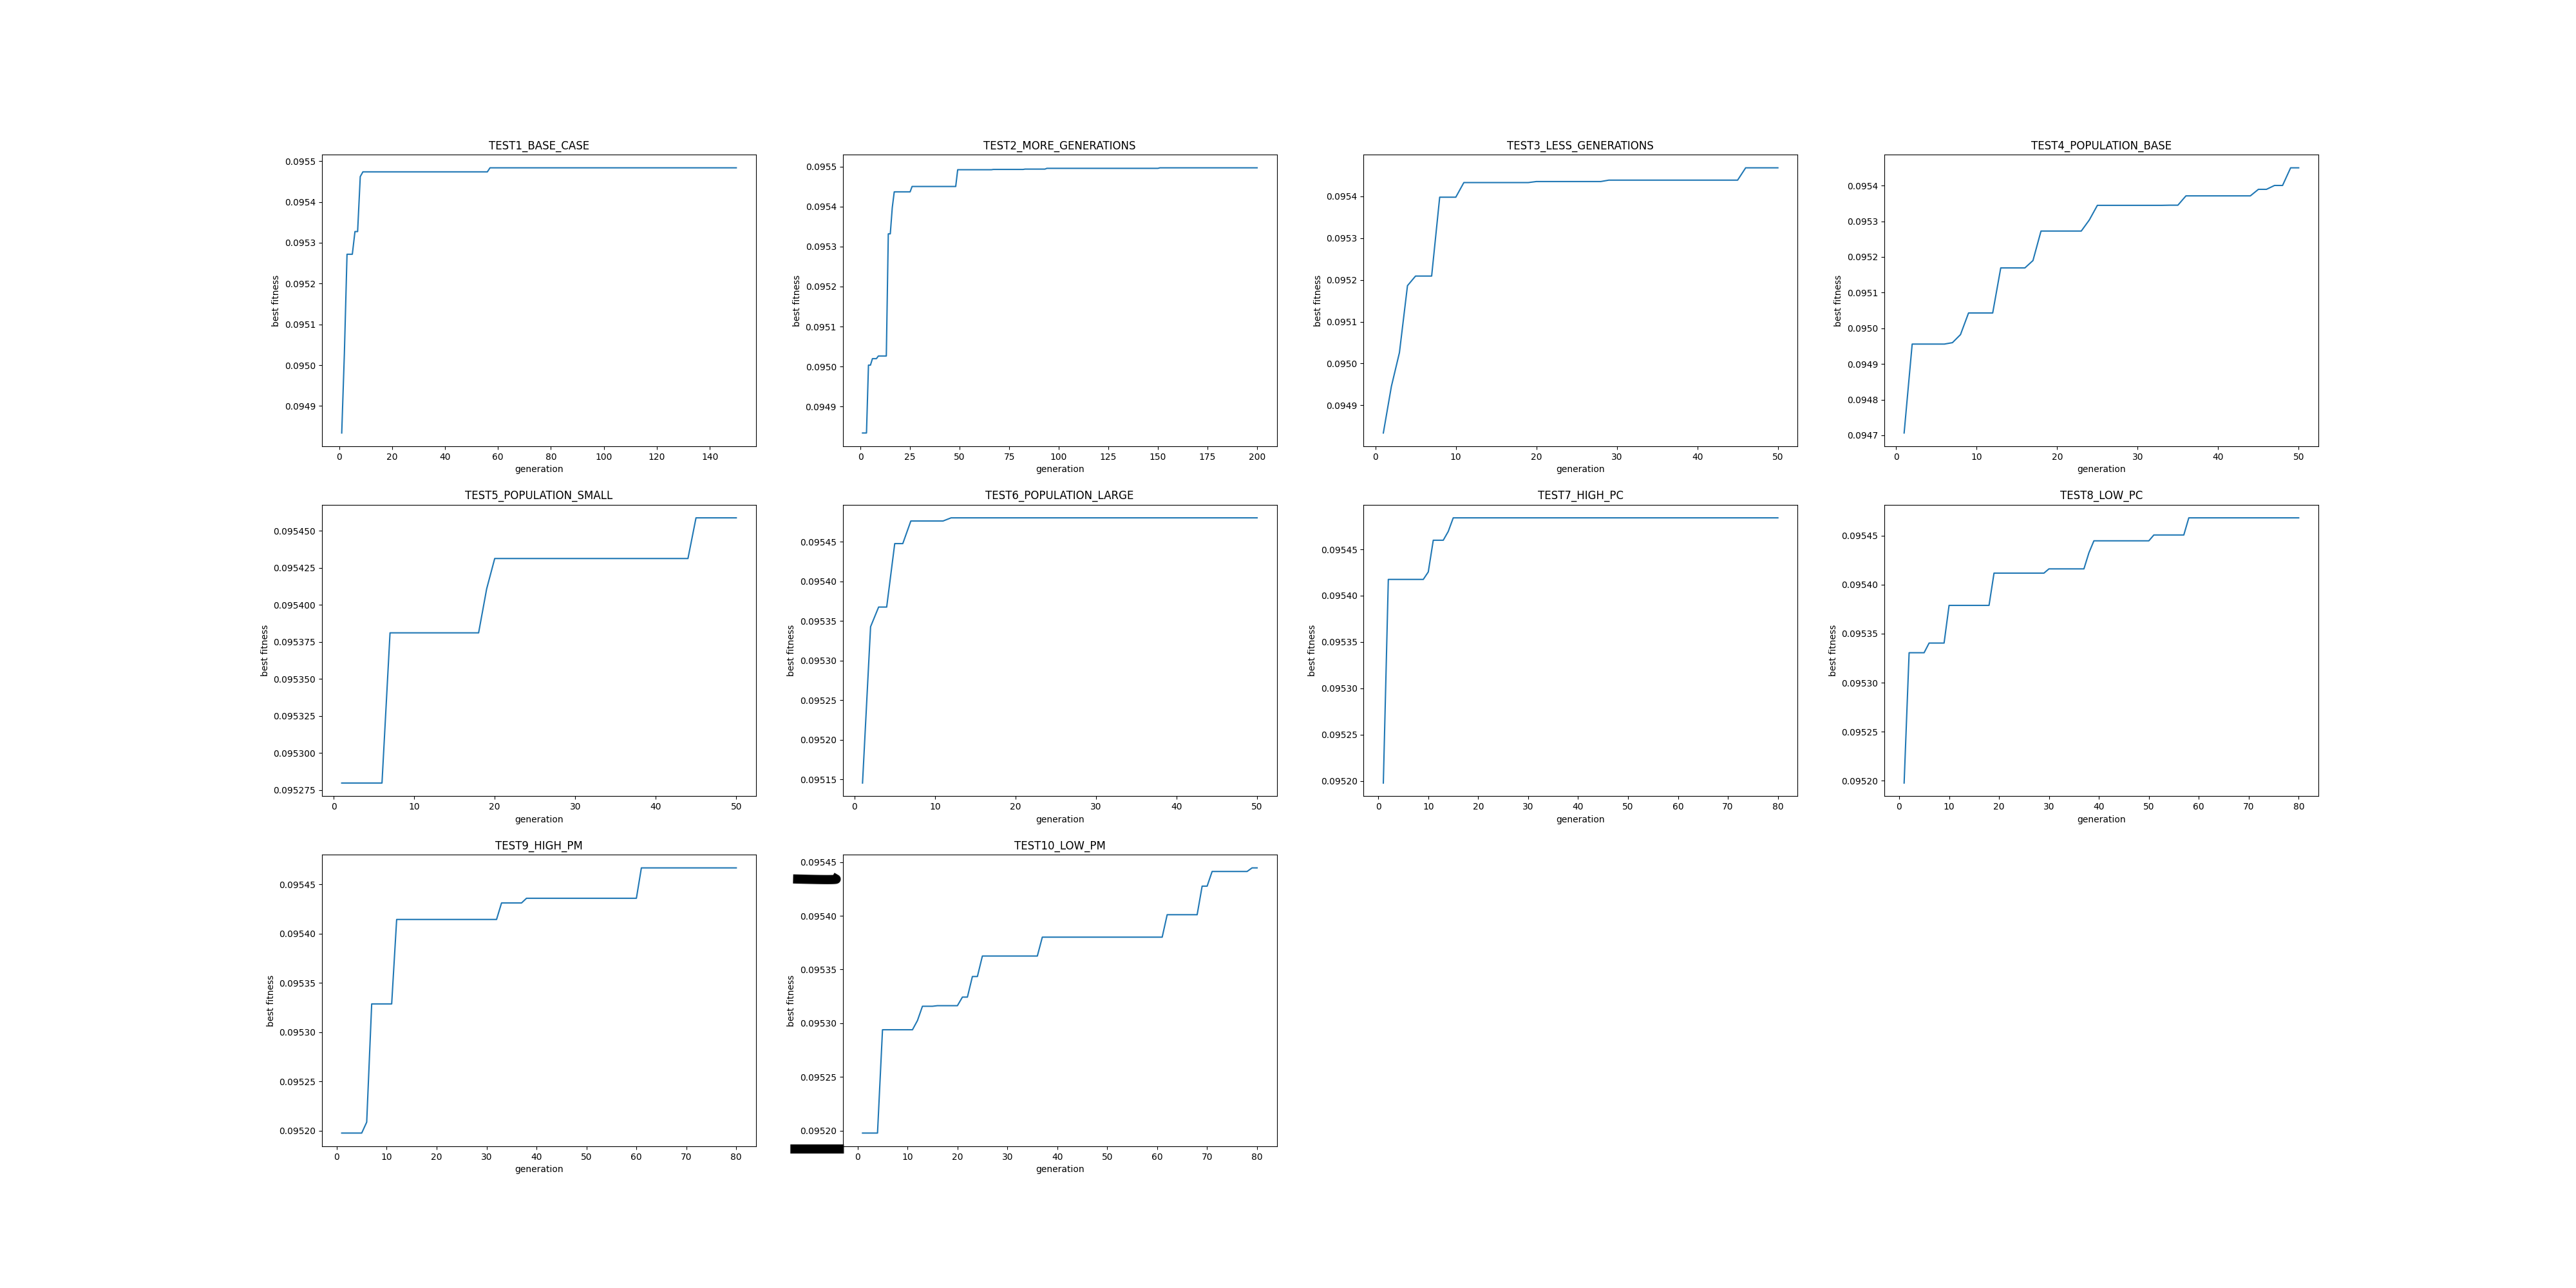 TEST1_BASE_CASE
best fitness
0.0955
0.0954
0.0953
0.0952
0.0951
0.0950
0.0949
0 20 40 60 80 100 120 140
generation
TEST2_MORE_GENERATIONS
best fitness
0.0955
0.0954
0.0953
0.0952
0.0951
0.0950
0.0949
0 25 50 75 100 125 150 175 200
generation
TEST3_LESS_GENERATIONS
best fitness
0.0954
0.0953
0.0952
0.0951
0.0950
0.0949
0 10 20 30 40 50
generation
TEST4_POPULATION_BASE
best fitness
0.0954
0.0953
0.0952
0.0951
0.0950
0.0949
0.0948
0.0947
0 10 20 30 40 50
generation
TEST5_POPULATION_SMALL
best fitness
0.095450
0.095425
0.095400
0.095375
0.095350
0.095325
0.095300
0.095275
0 10 20 30 40 50
generation
TEST6_POPULATION_LARGE
best fitness
0.09545
0.09540
0.09535
0.09530
0.09525
0.09520
0.09515
0 10 20 30 40 50
generation
TEST7_HIGH_PC
best fitness
0.09545
0.09540
0.09535
0.09530
0.09525
0.09520
0 10 20 30 40 50 60 70 80
generation
TEST8_LOW_PC
best fitness
0.09545
0.09540
0.09535
0.09530
0.09525
0.09520
0 10 20 30 40 50 60 70 80
generation
TEST9_HIGH_PM
best fitness
0.09545
0.09540
0.09535
0.09530
0.09525
0.09520
0 10 20 30 40 50 60 70 80
generation
TEST10_LOW_PM
best fitness
0.09545
0.09540
0.09535
0.09530
0.09525
0.09520
0 10 20 30 40 50 60 70 80
generation